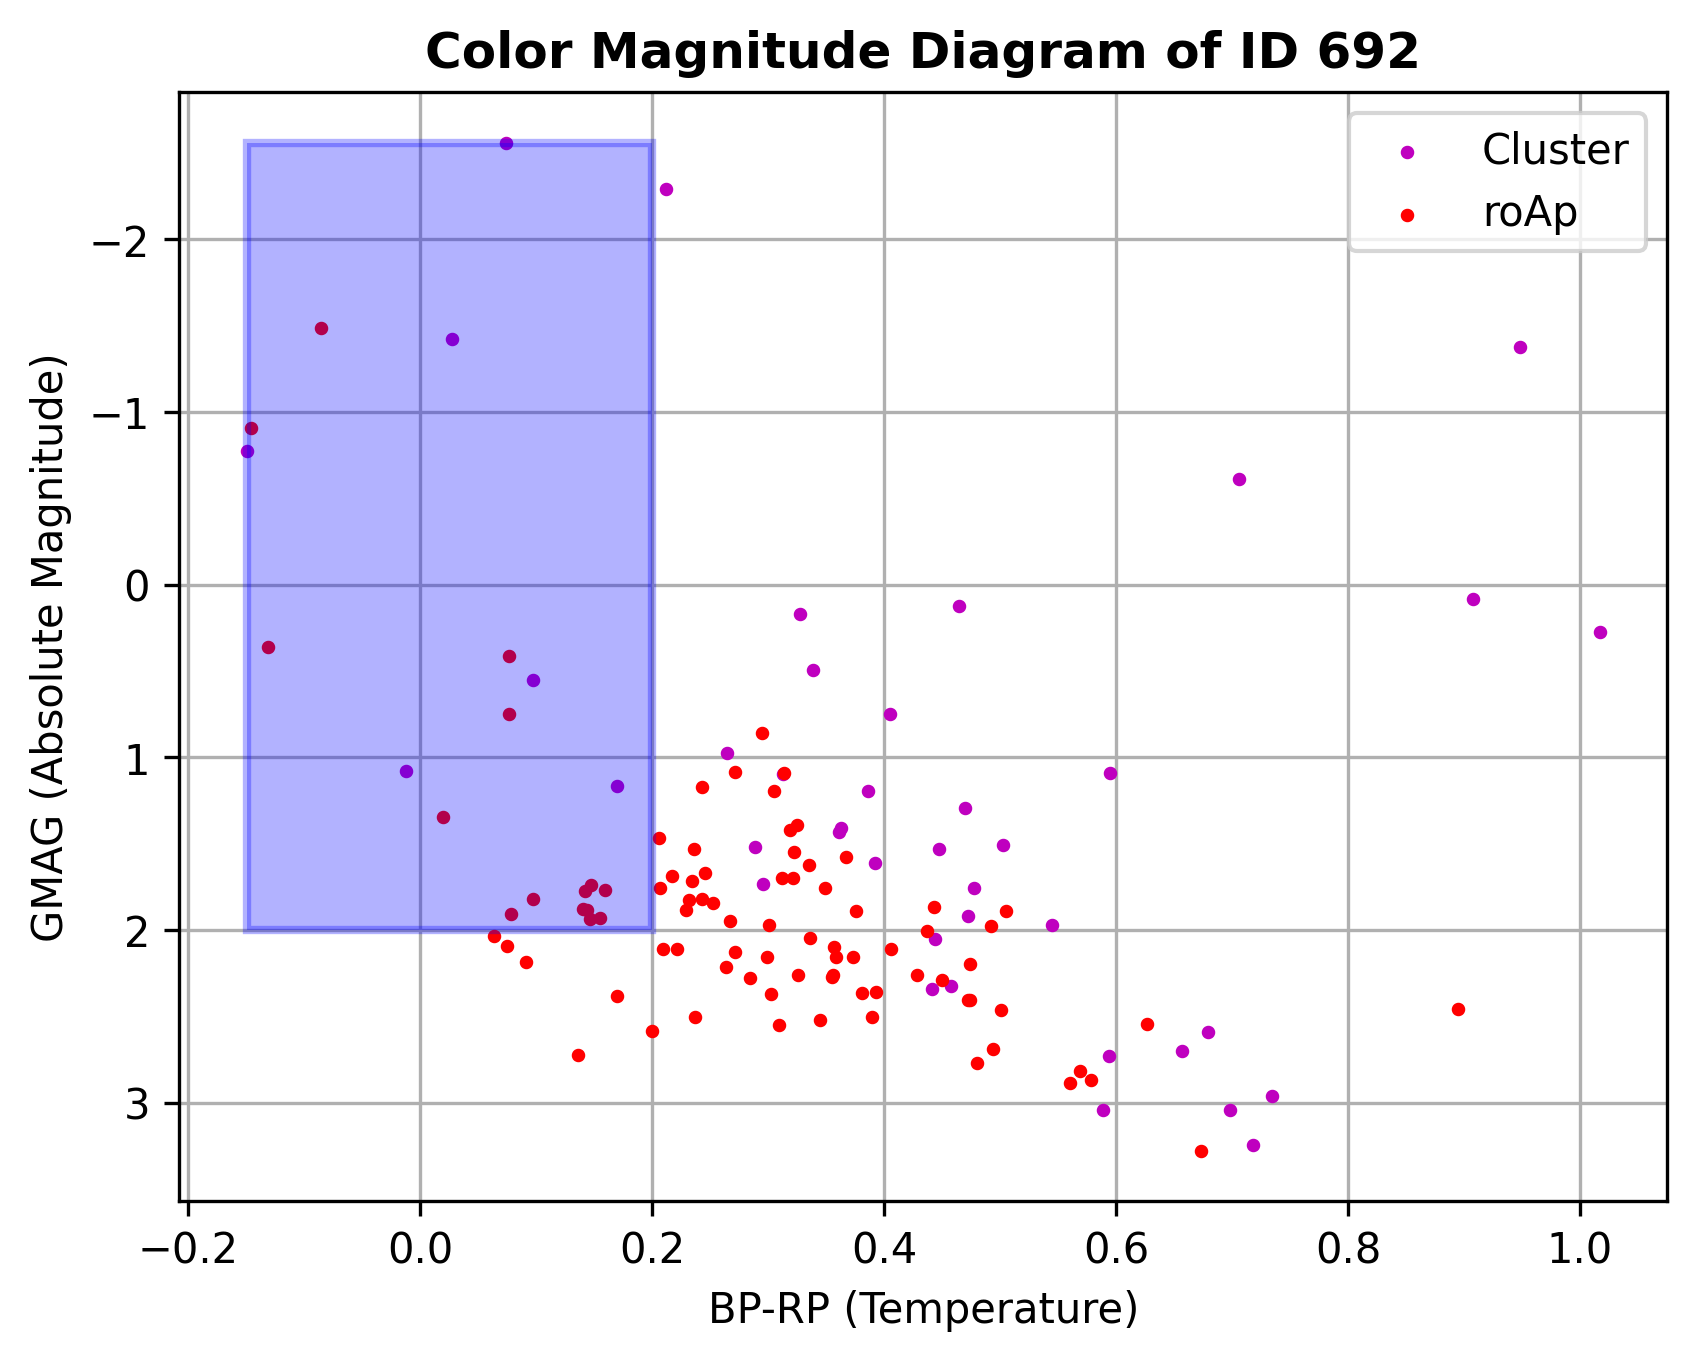 Color Magnitude Diagram of ID 692
Cluster
roAp
GMAG (Absolute Magnitude)
−2
−1
0
1
2
3
−0.2 0.0 0.2 0.4 0.6 0.8 1.0
BP-RP (Temperature)